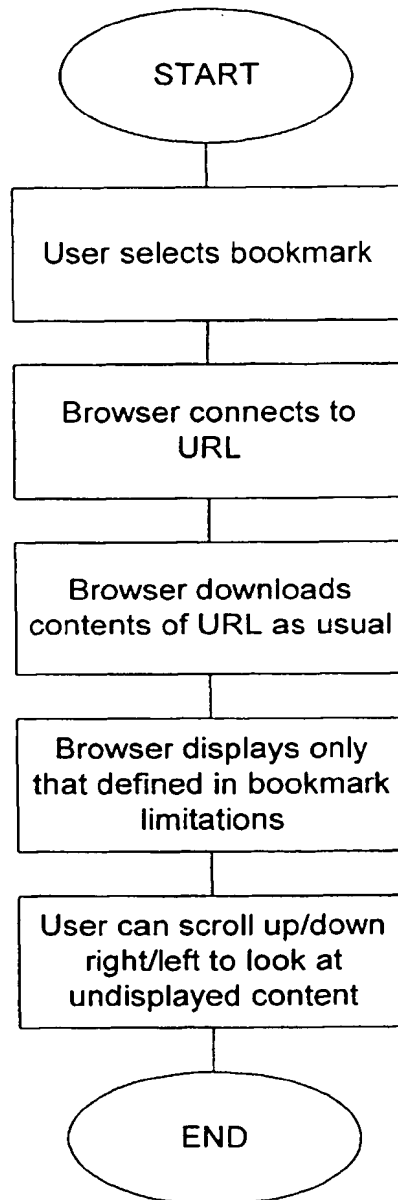 START
User selects bookmark
Browser connects to
URL
Browser downloads
contents of URL as usual
Browser displays only
that defined in bookmark
limitations
User can scroll up/down
right/left to look at
undisplayed content
END